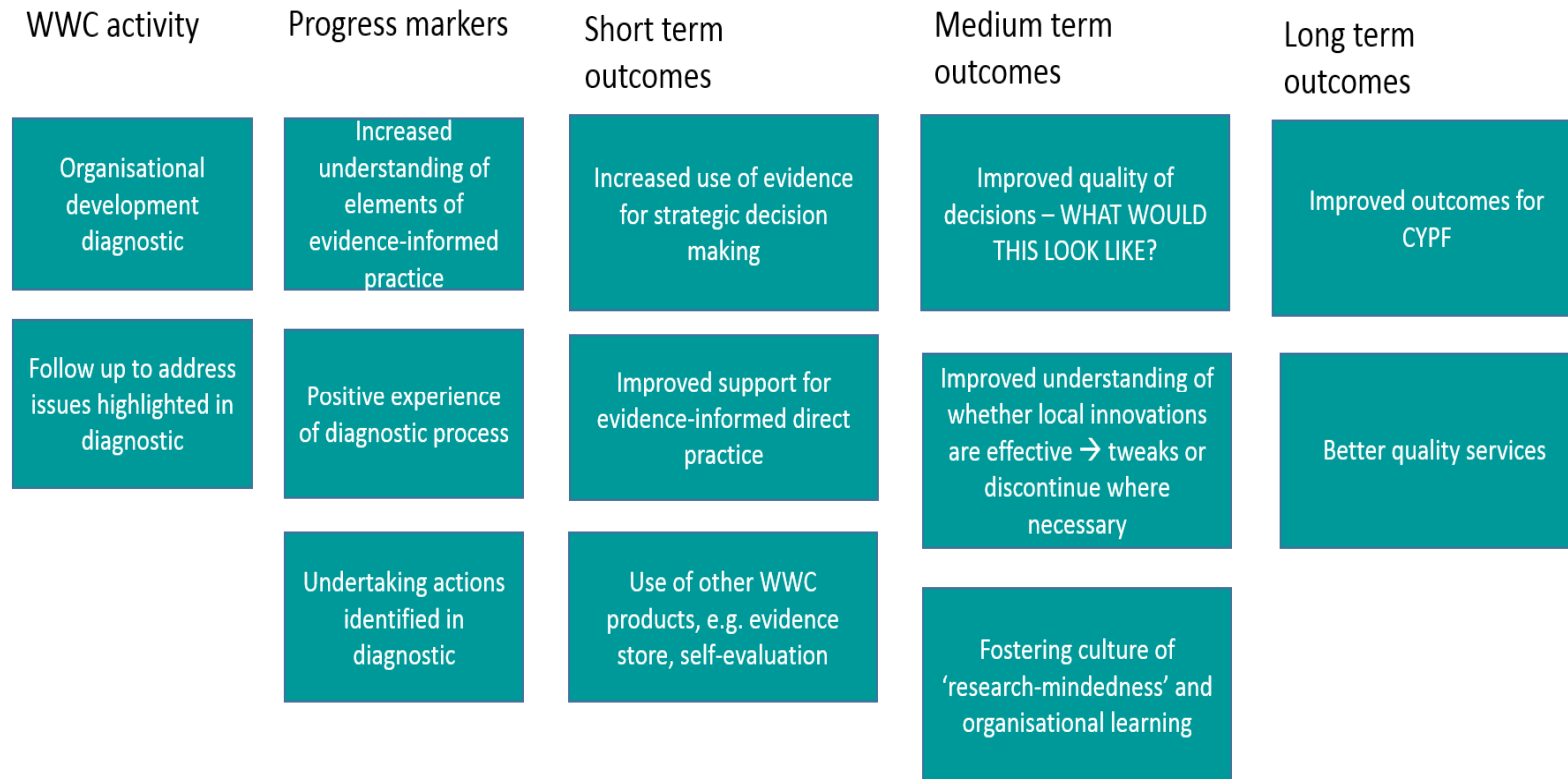 WWC activity
Organisational
development
diagnostic
Follow up to address
issues highlighted in
diagnostic
Progress markers
Increased
understanding of
elements of
evidence-informed
practice
Positive experience
of diagnostic process
Undertaking actions
identified in
diagnostic
Short term
outcomes
Increased use of evidence
for strategic decision
making
Improved support for
evidence-informed direct
practice
Use of other WWC
products, e.g. evidence
store, self-evaluation
Medium term
outcomes
Improved quality of
decisions – WHAT WOULD
THIS LOOK LIKE?
Improved understanding of
whether local innovations
are effective → tweaks or
discontinue where
necessary
Fostering culture of
‘research-mindedness’ and
organisational learning
Long term
outcomes
Improved outcomes for
CYPF
Better quality services